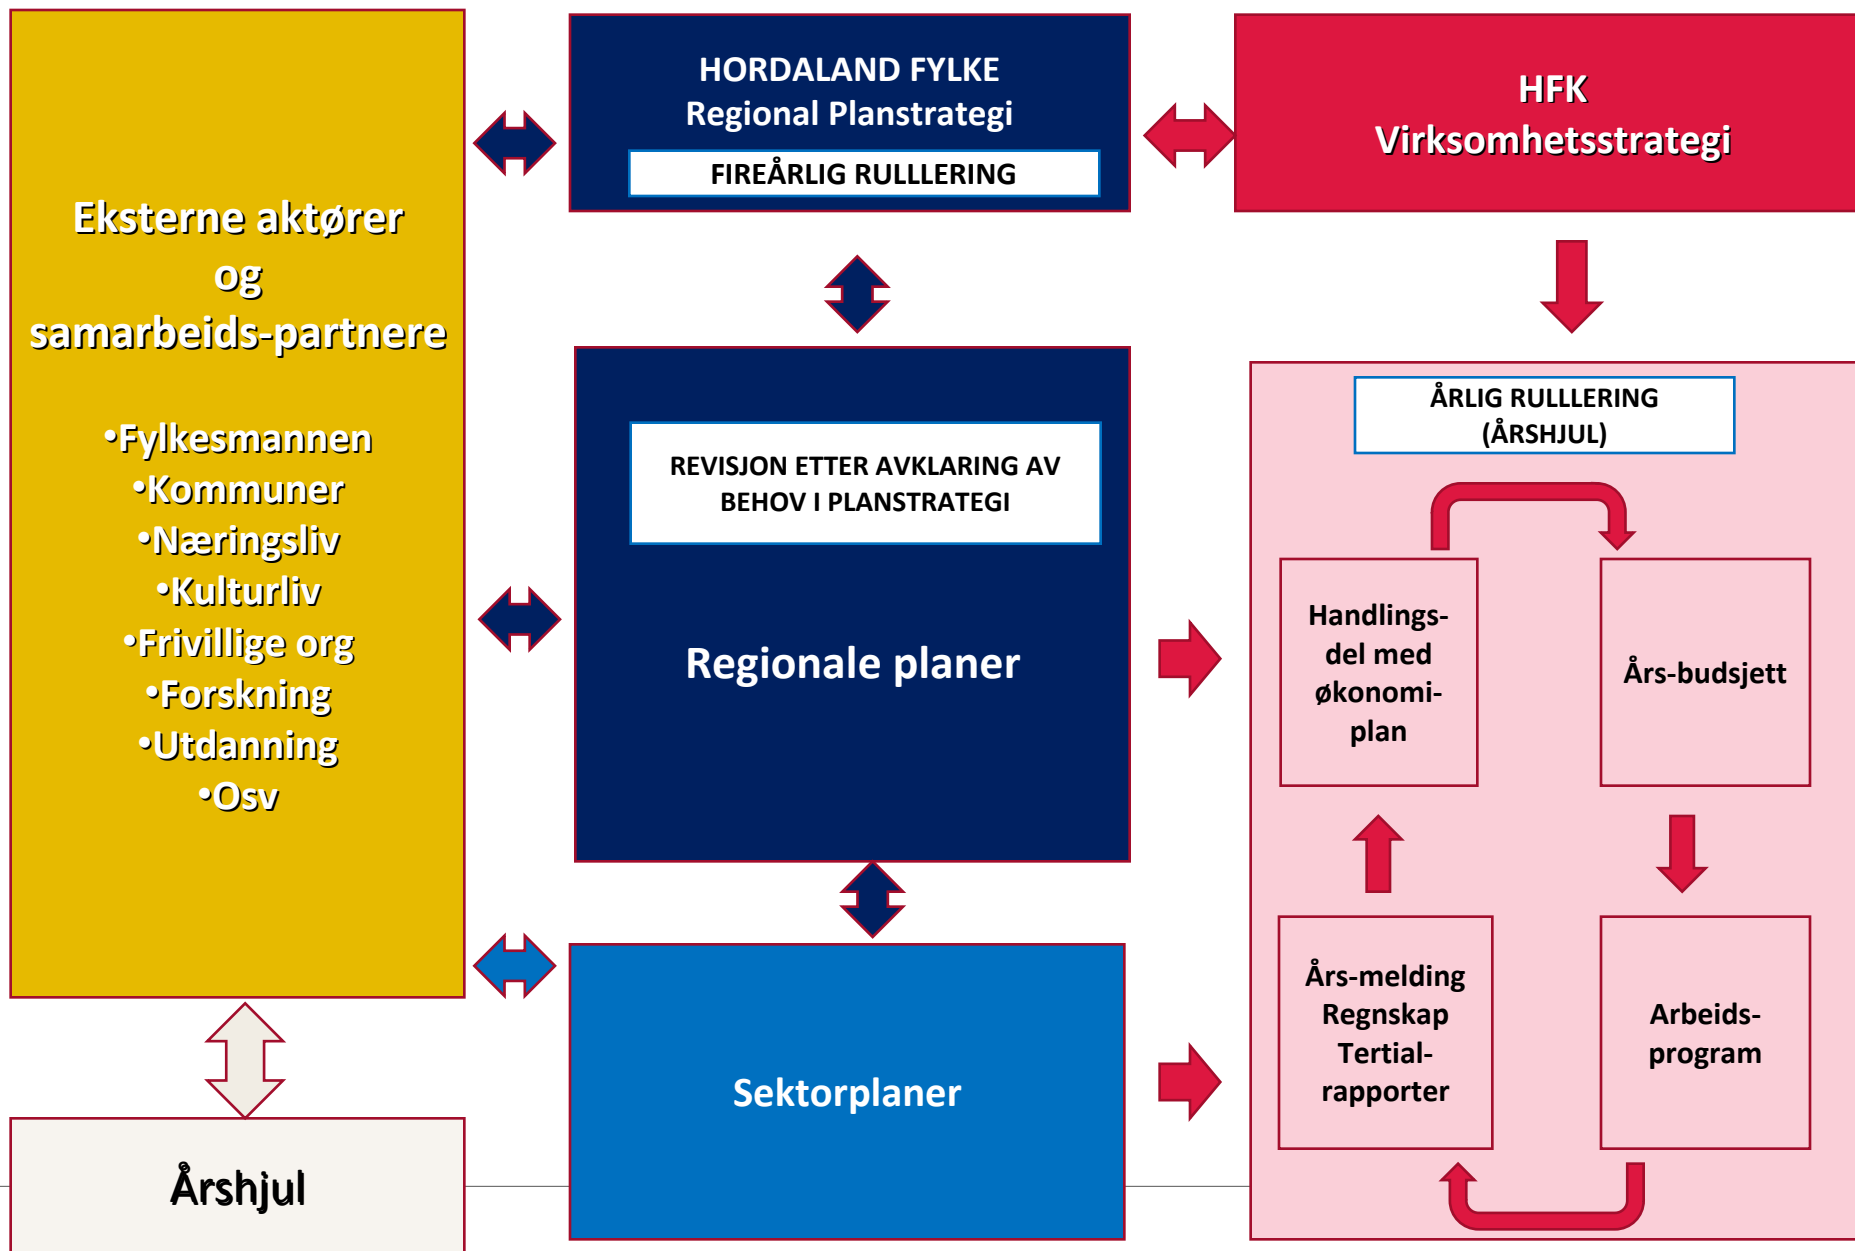 Eksterne aktører
og
samarbeids-partnere
•Fylkesmannen
•Kommuner
•Næringsliv
•Kulturliv
•Frivillige org
•Forskning
•Utdanning
•Osv
Årshjul
HORDALAND FYLKE
Regional Planstrategi
FIREÅRLIG RULLLERING
REVISJON ETTER AVKLARING AV
BEHOV I PLANSTRATEGI
Regionale planer
Sektorplaner
HFK
Virksomhetsstrategi
ÅRLIG RULLLERING
(ÅRSHJUL)
Handlings-
del med
økonomi-
plan
Års-budsjett
Års-melding
Regnskap
Tertial-
rapporter
Arbeids-
program